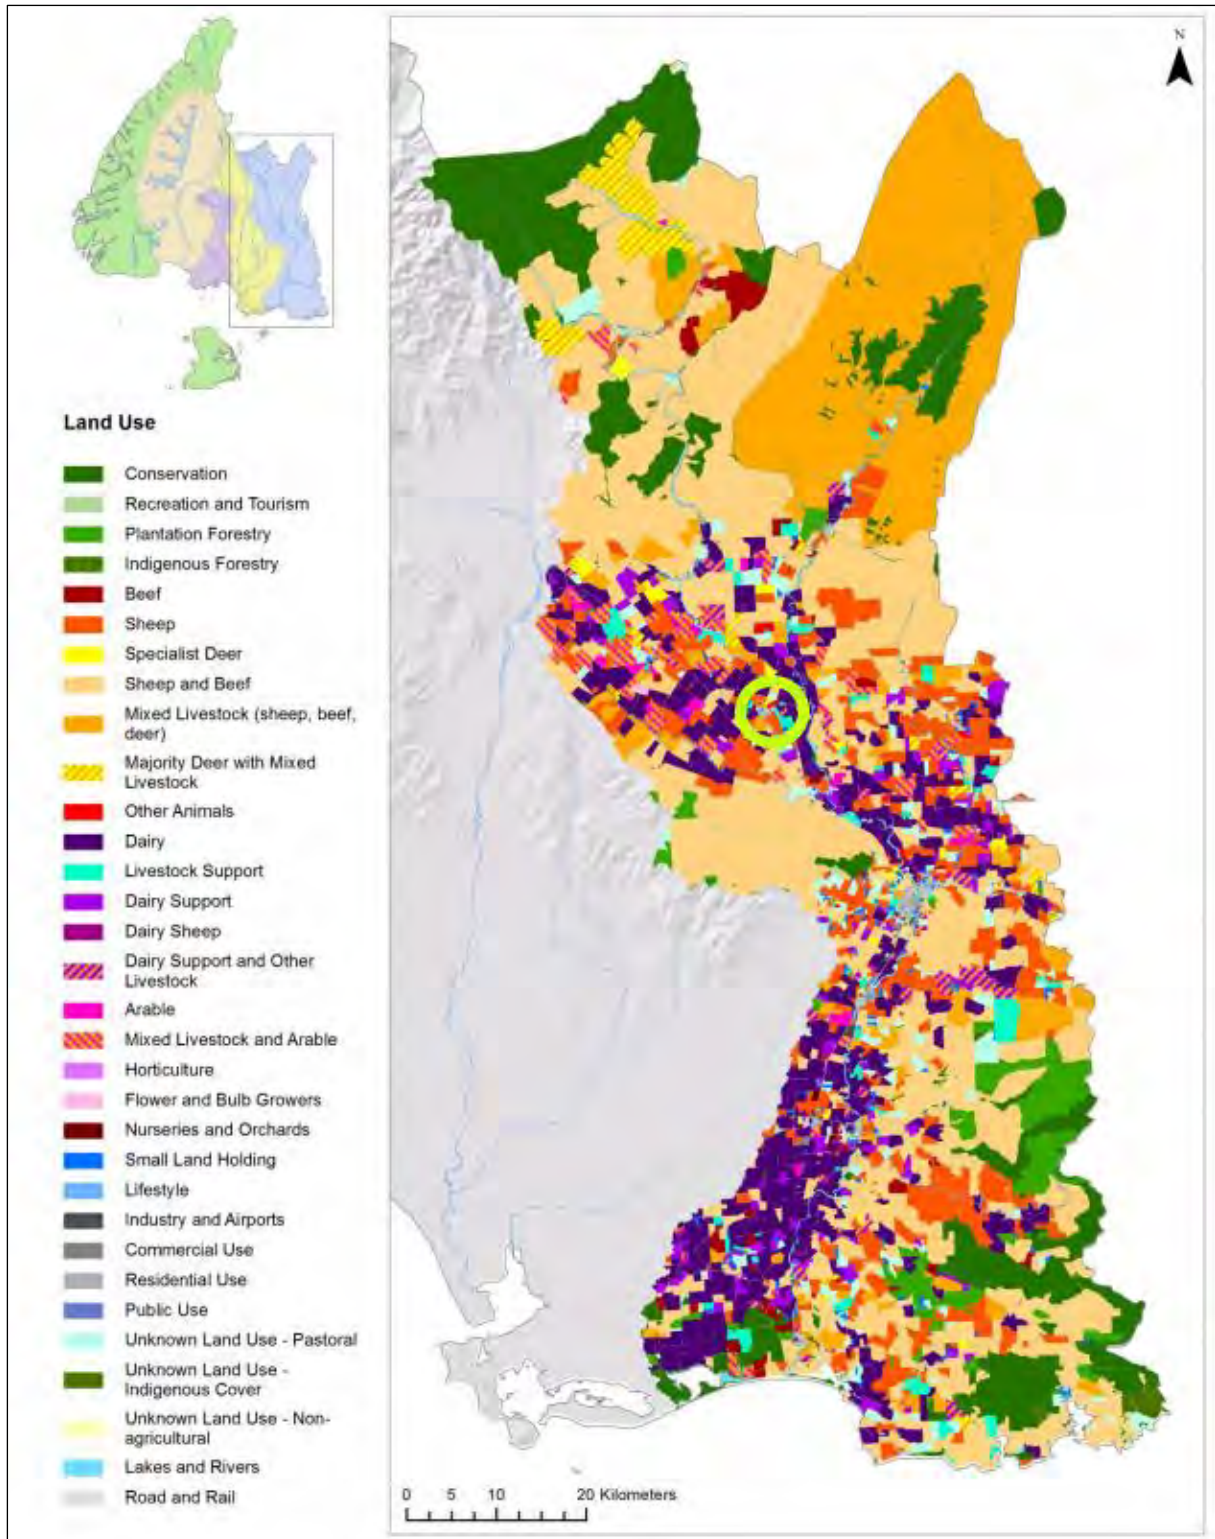 N
Land Use
Conservation
Recreation and Tourism
Plantation Forestry
Indigenous Forestry
Beef
Sheep
Specialist Deer
Sheep and Beef
Mixed Livestock (sheep, beef,
deer)
Majority Deer with Mixed
Livestock
Other Animals
Dairy
Livestock Support
Dairy Support
Dairy Sheep
Dairy Support and Other
Livestock
Arable
Mixed Livestock and Arable
Horticulture
Flower and Bulb Growers
Nurseries and Orchards
Small Land Holding
Lifestyle
Industry and Airports
Commercial Use
Residential Use
Public Use
Unknown Land Use - Pastoral
Unknown Land Use -
Indigenous Cover
Unknown Land Use - Non-
agricultural
Lakes and Rivers
Road and Rail
0 5 10 20 Kilometers